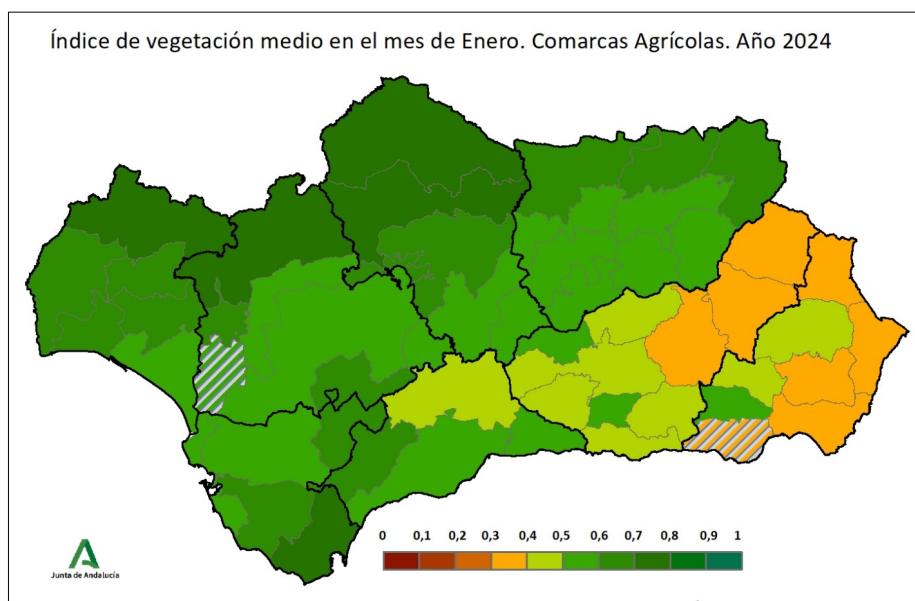 Índice de vegetación medio en el mes de Enero. Comarcas Agrícolas. Año 2024
0 0,1 0,2 0,3 0,4 0,5 0,6 0,7 0,8 0,9 1
Junta de Andalucía